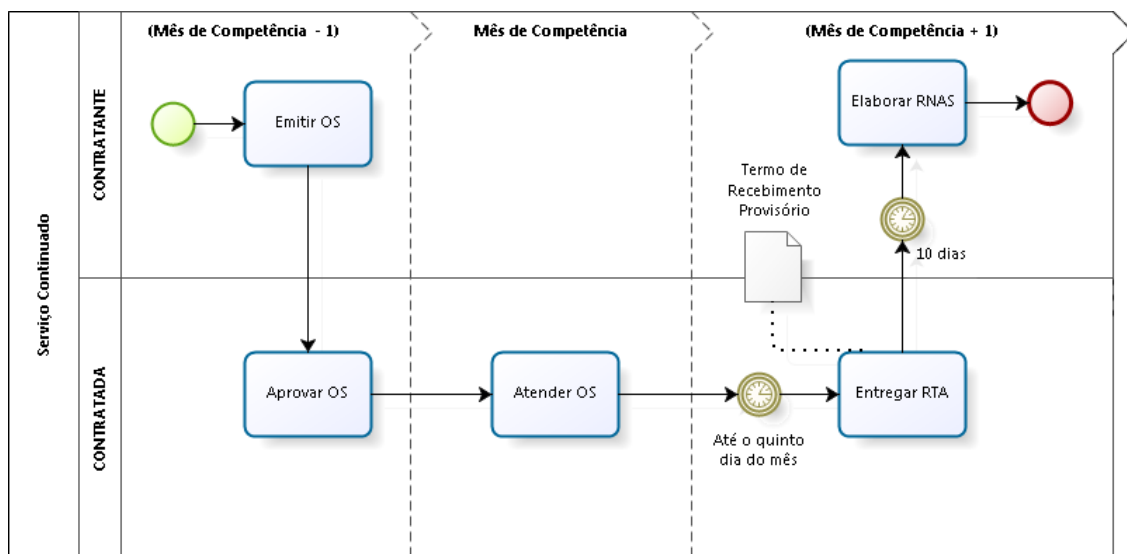 (Mês de Competência - 1)
Mês de Competência
(Mês de Competência + 1)
Serviço Continuado
CONTRATANTE
Emitir OS
Elaborar RNAS
Termo de
Recebimento
Provisório
10 dias
CONTRATADA
Aprovar OS
Atender OS
Até o quinto
dia do mês
Entregar RTA